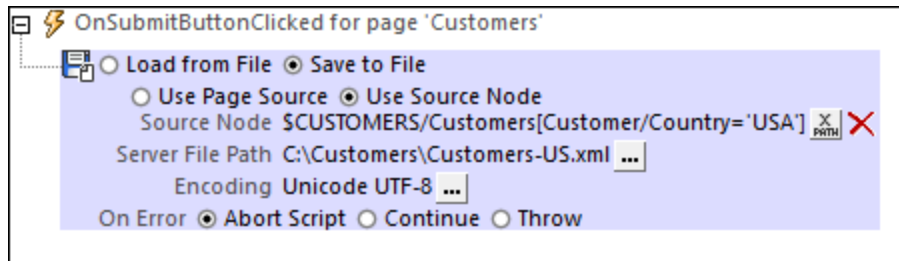 OnSubmitButtonClicked for page 'Customers'
Load from File Save to File
Use Page Source Use Source Node
Source Node $CUSTOMERS/Customers[Customer/Country='USA'] X PATH
Server File Path C:\Customers\Customers-US.xml ...
Encoding Unicode UTF-8 ...
On Error Abort Script Continue Throw